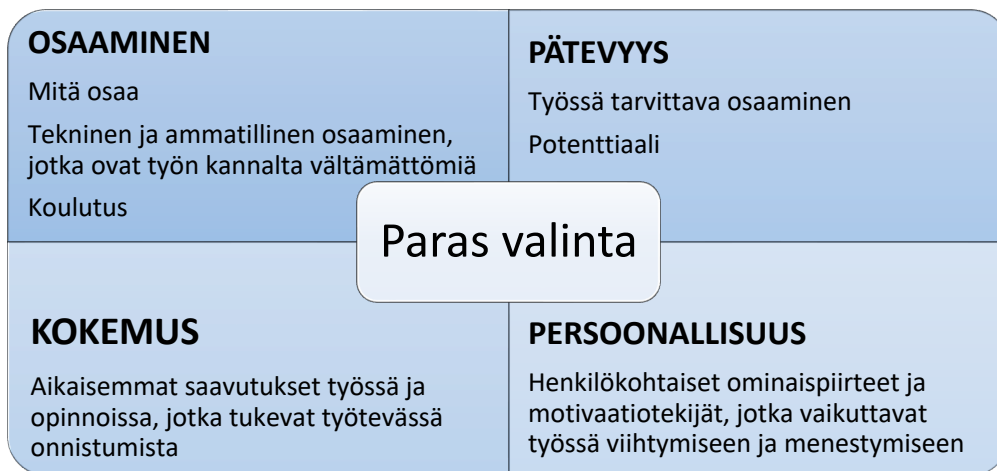 OSAAMINEN
Mitä osaa
Tekninen ja ammatillinen osaaminen,
jotka ovat työn kannalta vältämättömiä
Koulutus
PÄTEVYYS
Työssä tarvittava osaaminen
Potenttiaali
Paras valinta
KOKEMUS
Aikaisemmat saavutukset työssä ja
opinnoissa, jotka tukevat työtevässä
onnistumista
PERSOONALLISUUS
Henkilökohtaiset ominaispiirteet ja
motivaatiotekijät, jotka vaikuttavat
työssä viihtymiseen ja menestymiseen